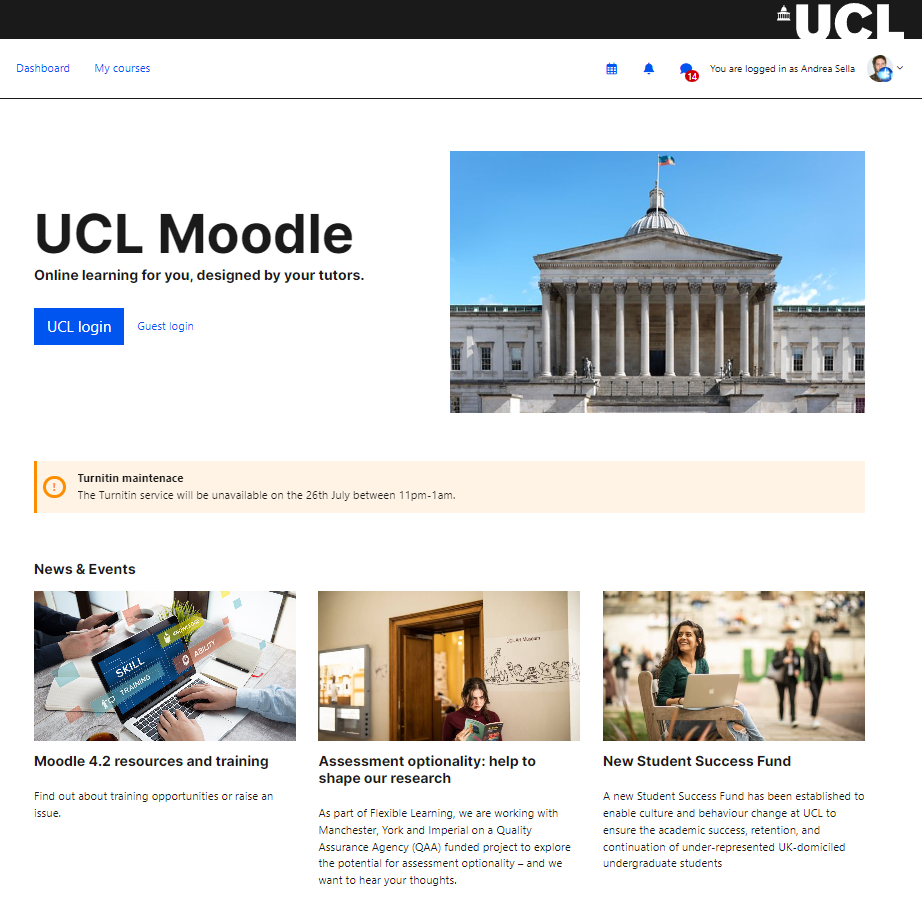 UCL
Dashboard
My courses
14
You are logged in as Andrea Sella
UCL Moodle
Online learning for you, designed by your tutors.
UCL login
Guest login
Turnitin maintenace
The Turnitin service will be unavailable on the 26th July between 11pm-1am.
News & Events
KNOWLEDGE
SKILL
ABILITY
TRAINING
UCL Art Museum
Moodle 4.2 resources and training
Find out about training opportunities or raise an
issue.
Assessment optionality: help to
shape our research
As part of Flexible Learning, we are working with
Manchester, York and Imperial on a Quality
Assurance Agency (QAA) funded project to explore
the potential for assessment optionality – and we
want to hear your thoughts.
New Student Success Fund
A new Student Success Fund has been established to
enable culture and behaviour change at UCL to
ensure the academic success, retention, and
continuation of under-represented UK-domiciled
undergraduate students